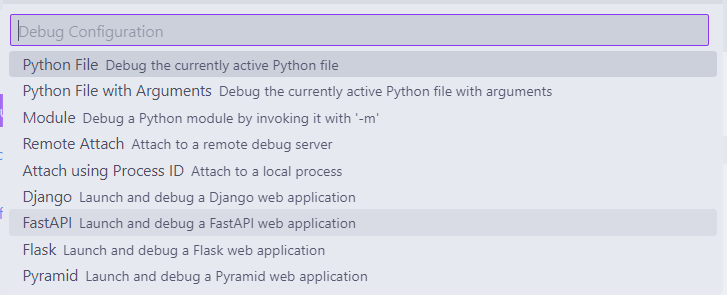 Debug Configuration
Python File Debug the currently active Python file
Python File with Arguments Debug the currently active Python file with arguments
Module Debug a Python module by invoking it with '-m'
Remote Attach Attach to a remote debug server
Attach using Process ID Attach to a local process
Django Launch and debug a Django web application
FastAPI Launch and debug a FastAPI web application
Flask Launch and debug a Flask web application
Pyramid Launch and debug a Pyramid web application